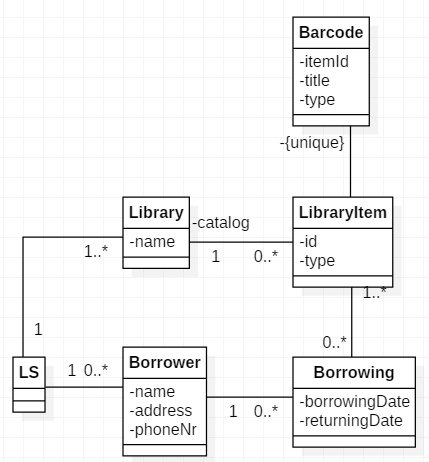 Barcode
-itemId
-title
-type
-{unique}
Library
-name
-catalog
1
0..*
LibraryItem
-id
-type
1..*
1..*
0..*
1
LS
1 0..*
Borrower
-name
-address
-phoneNr
1
0..*
Borrowing
-borrowingDate
-returningDate